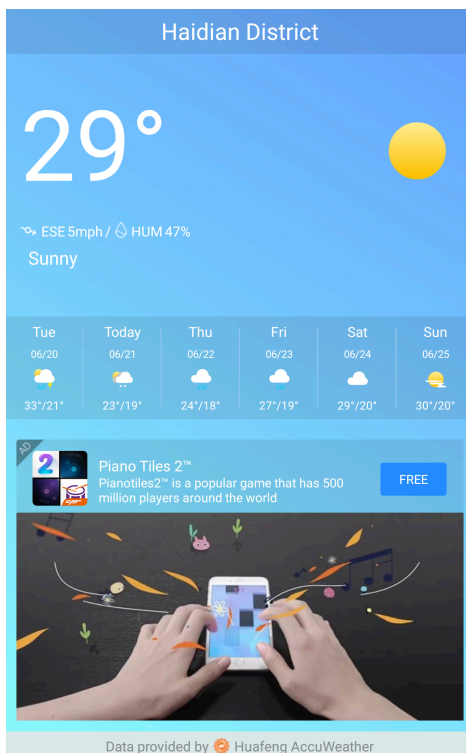 Haidian District
29°
ESE 5mph / HUM 47%
Sunny
Tue Today Thu Fri Sat Sun
06/20 06/21 06/22 06/23 06/24 06/25
33°/21° 23°/19° 24°/18° 27°/19° 29°/20° 30°/20°
AD
2
Piano Tiles 2™
Pianotiles2™ is a popular game that has 500
million players around the world
FREE
Data provided by Huafeng AccuWeather